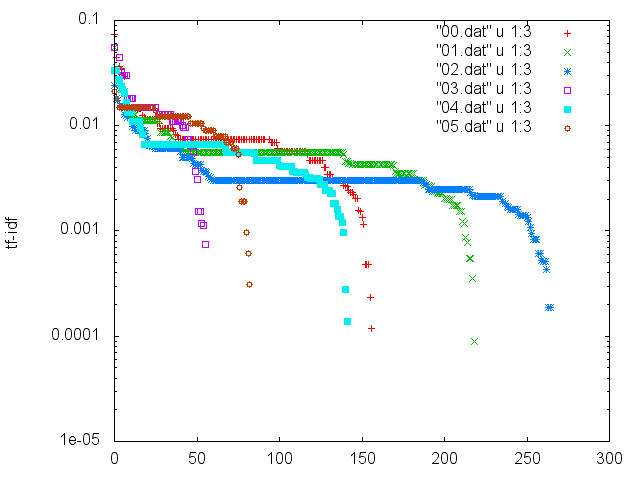 0.1
0.01
0.001
0.0001
1e-05
tf-idf
0 50 100 150 200 250 300
"00.dat" u 1:3
"01.dat" u 1:3
"02.dat" u 1:3
"03.dat" u 1:3
"04.dat" u 1:3
"05.dat" u 1:3